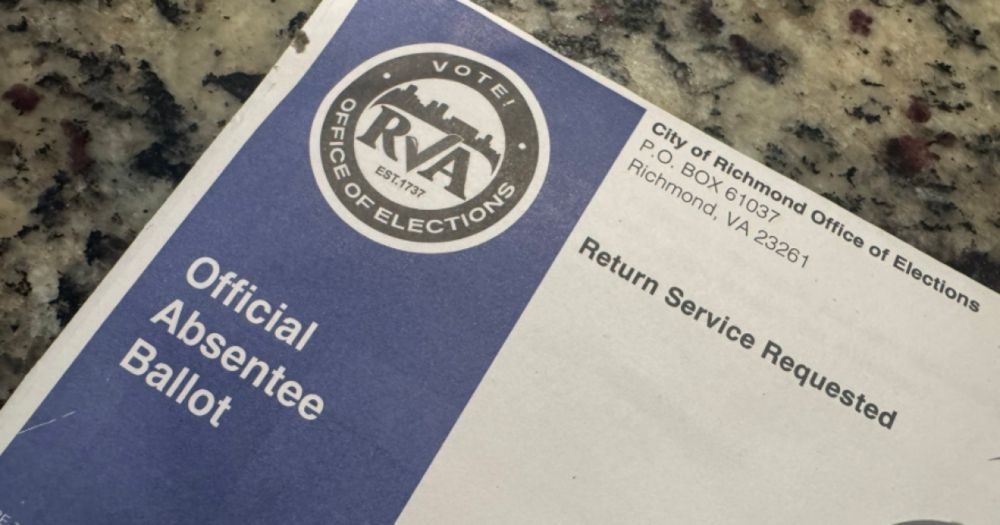 VOTE!
RVA
EST.1737
OFFICE OF ELECTIONS
Official
Absentee
Ballot
City of Richmond Office of Elections
P.O. BOX 61037
Richmond, VA 23261
Return Service Requested